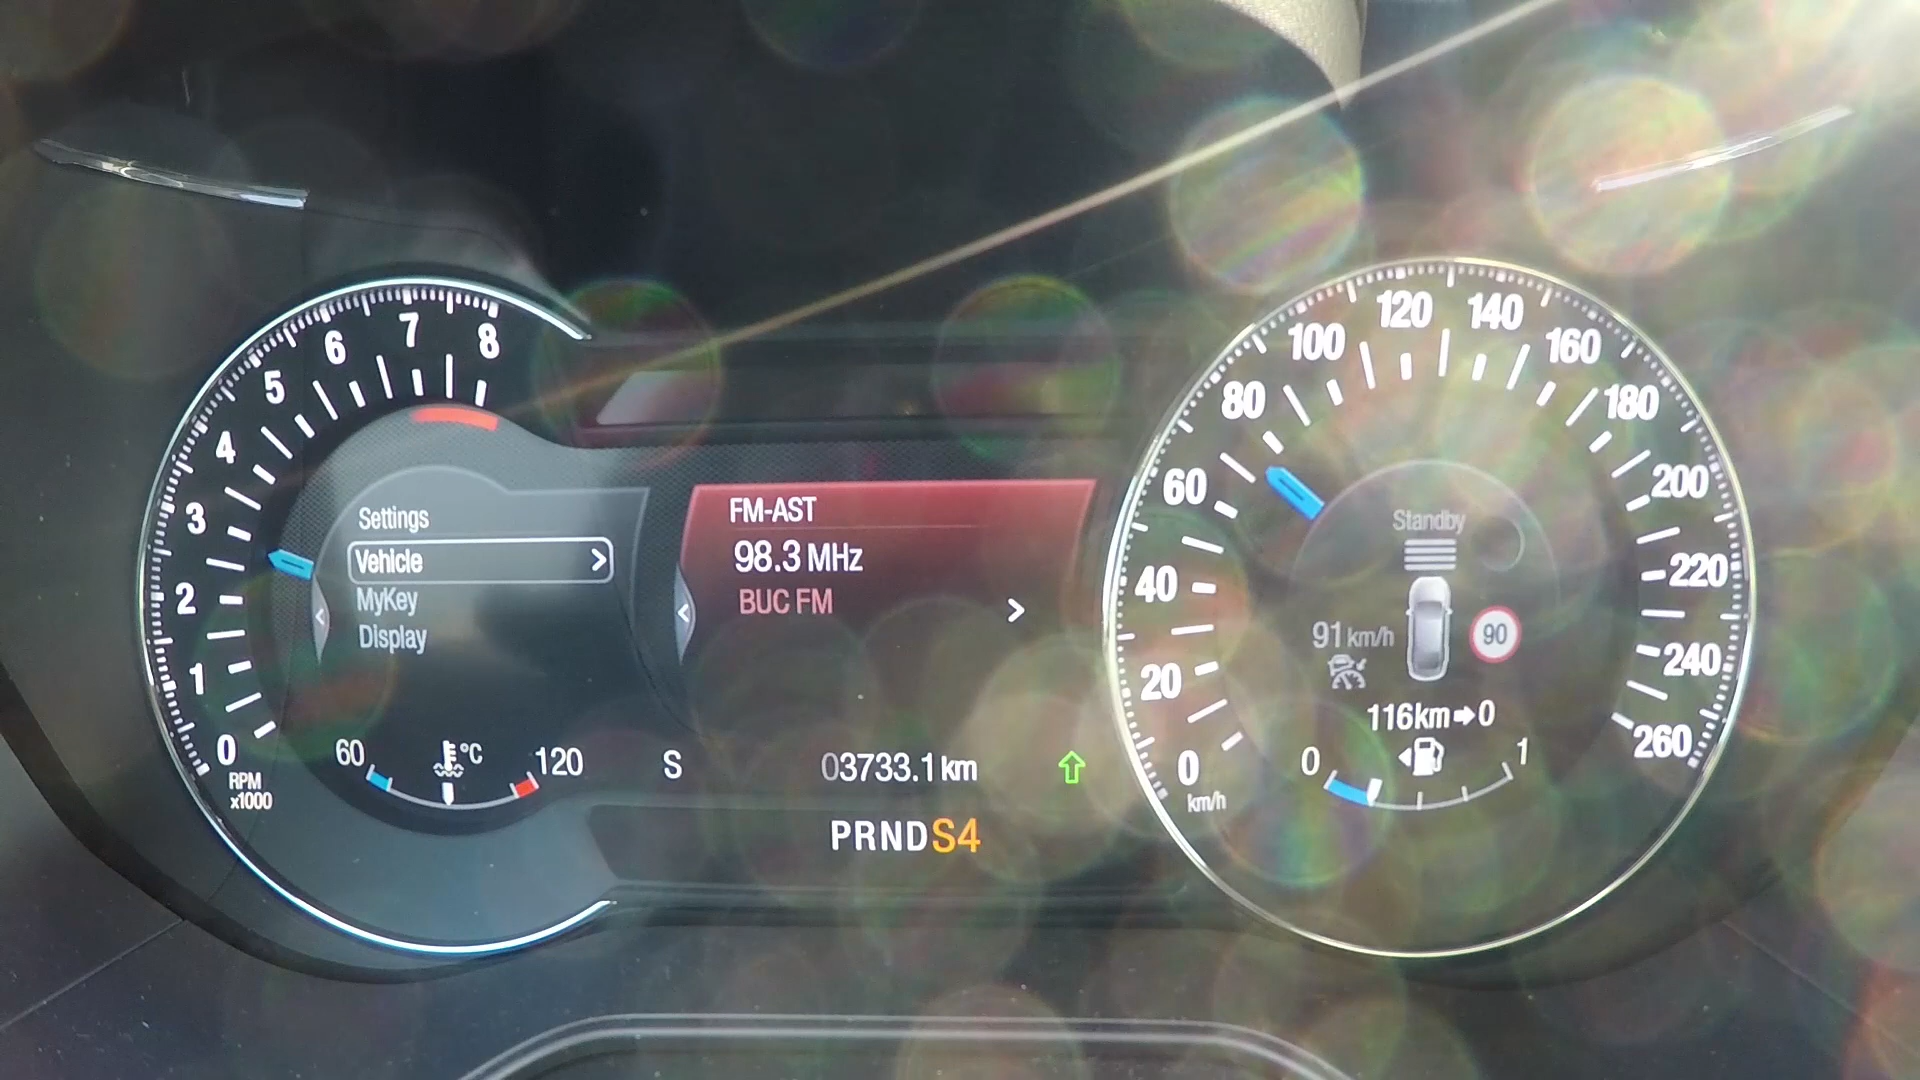 0
1
2
3
4
5
6
7
8
RPM
x1000
Settings
Vehicle
MyKey
Display
60
°C
120
S
FM-AST
98.3 MHz
BUC FM
03733.1 km
PRNDS4
0
20
40
60
80
100
120
140
160
180
200
220
240
260
km/h
Standby
91 km/h
90
116km➡0
0
1